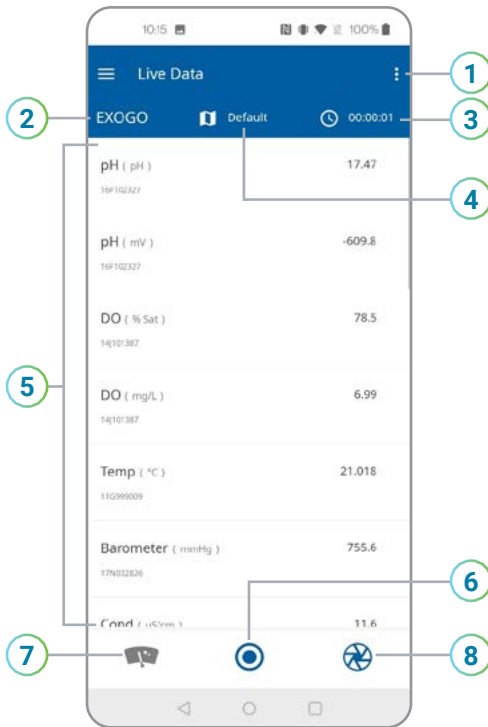 10:15 100%
Live Data
1
2
EXOGO Default 00:00:01
3
4
pH ( pH ) 17.47
16F102327
pH ( mV ) -609.8
16F102327
DO ( % Sat ) 78.5
14J101387
5
DO ( mg/L ) 6.99
14J101387
Temp ( °C ) 21.018
11G999009
Barometer ( mmHg ) 755.6
17N032826
6
Cond ( uS/cm ) 11.6
7
8